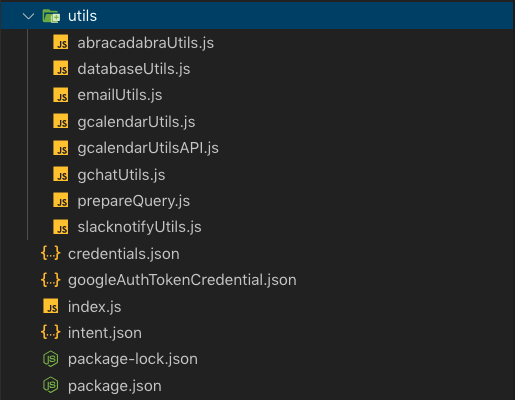 utils
JS abracadabraUtils.js
JS databaseUtils.js
JS emailUtils.js
JS gcalendarUtils.js
JS gcalendarUtilsAPI.js
JS gchatUtils.js
JS prepareQuery.js
JS slacknotifyUtils.js
{..} credentials.json
{..} googleAuthTokenCredential.json
JS index.js
{..} intent.json
JS package-lock.json
JS package.json